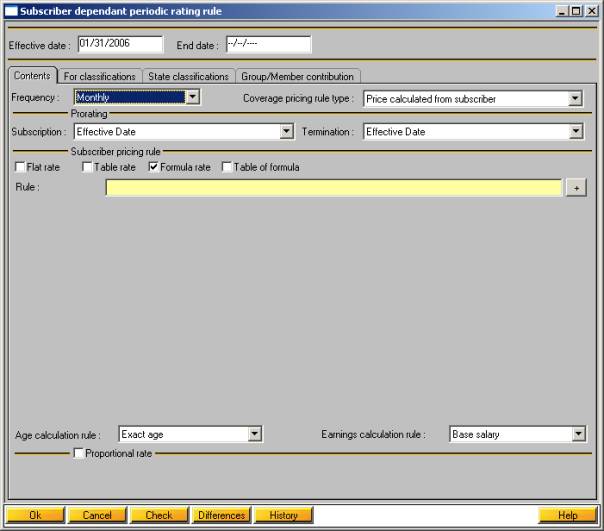 Subscriber dependant periodic rating rule
Effective date : 01/31/2006 End date : --/--/----
Contents For classifications State classifications Group/Member contribution
Frequency : Monthly Coverage pricing rule type : Price calculated from subscriber
Prorating
Subscription : Effective Date Termination : Effective Date
Subscriber pricing rule
Flat rate Table rate Formula rate Table of formula
Rule : +
Age calculation rule : Exact age Earnings calculation rule : Base salary
Proportional rate
Ok Cancel Check Differences History Help